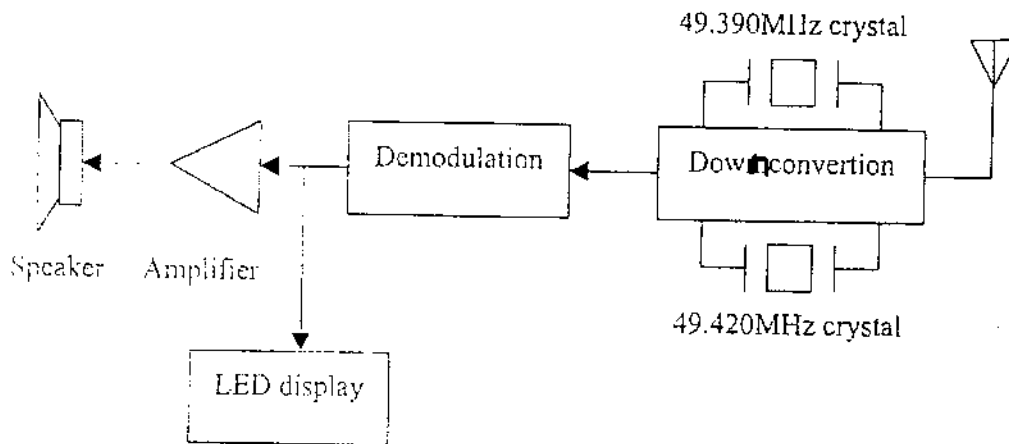 49.390MHz crystal
Demodulation
Downconvertion
Speaker
Amplifier
49.420MHz crystal
LED display